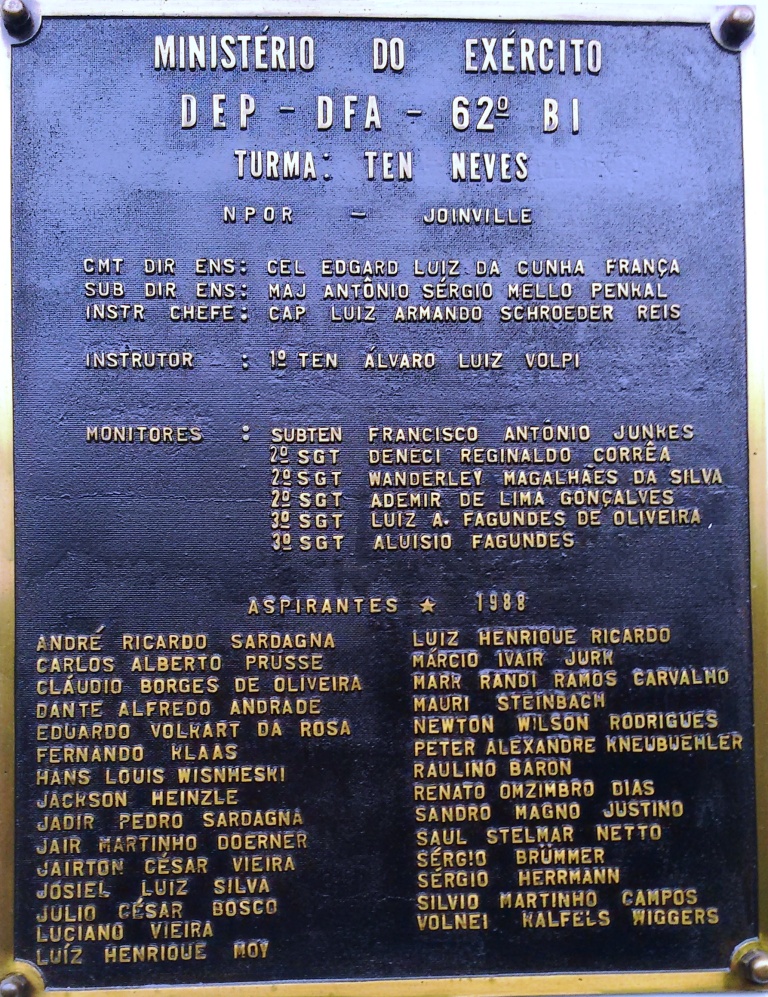 MINISTÉRIO DO EXÉRCITO
DEP - DFA - 62º BI
TURMA: TEN NEVES
NPOR - JOINVILLE
CMT DIR ENS: CEL EDGARD LUIZ DA CUNHA FRANÇA
SUB DIR ENS: MAJ ANTÔNIO SÉRGIO MELLO PENKAL
INSTR CHEFE: CAP LUIZ ARMANDO SCHROEDER REIS
INSTRUTOR : 1º TEN ÁLVARO LUIZ VOLPI
MONITORES : SUBTEN FRANCISCO ANTÔNIO JUNKES
2º SGT DENECI REGINALDO CORRÊA
2º SGT WANDERLEY MAGALHÃES DA SILVA
2º SGT ADEMIR DE LIMA GONÇALVES
3º SGT LUIZ A. FAGUNDES DE OLIVEIRA
3º SGT ALUISIO FAGUNDES
ASPIRANTES ★ 1988
ANDRÉ RICARDO SARDAGNA
CARLOS ALBERTO PRUSSE
CLÁUDIO BORGES DE OLIVEIRA
DANTE ALFREDO ANDRADE
EDUARDO VOLKART DA ROSA
FERNANDO KLAAS
HANS LOUIS WISNHESKI
JACKSON HEINZLE
JADIR PEDRO SARDAGNA
JAIR MARTINHO DOERNER
JAIRTON CÉSAR VIEIRA
JOSIEL LUIZ SILVA
JULIO CÉSAR BOSCO
LUCIANO VIEIRA
LUÍZ HENRIQUE MOY
LUIZ HENRIQUE RICARDO
MÁRCIO IVAIR JURK
MARK RANDI RAMOS CARVALHO
MAURI STEINBACH
NEWTON WILSON RODRIGUES
PETER ALEXANDRE KNEUBUEHLER
RAULINO BARON
RENATO OMZIMBRO DIAS
SANDRO MAGNO JUSTINO
SAUL STELMAR NETTO
SÉRGIO BRÜMMER
SÉRGIO HERRMANN
SILVIO MARTINHO CAMPOS
VOLNEI KALFELS WIGGERS